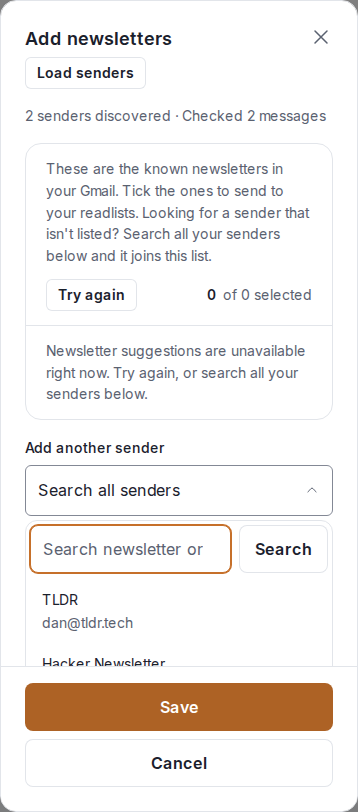 Add newsletters
Load senders
2 senders discovered · Checked 2 messages
These are the known newsletters in
your Gmail. Tick the ones to send to
your readlists. Looking for a sender that
isn't listed? Search all your senders
below and it joins this list.
Try again
0 of 0 selected
Newsletter suggestions are unavailable
right now. Try again, or search all your
senders below.
Add another sender
Search all senders
Search newsletter or
Search
TLDR
dan@tldr.tech
Hacker Newsletter
Save
Cancel